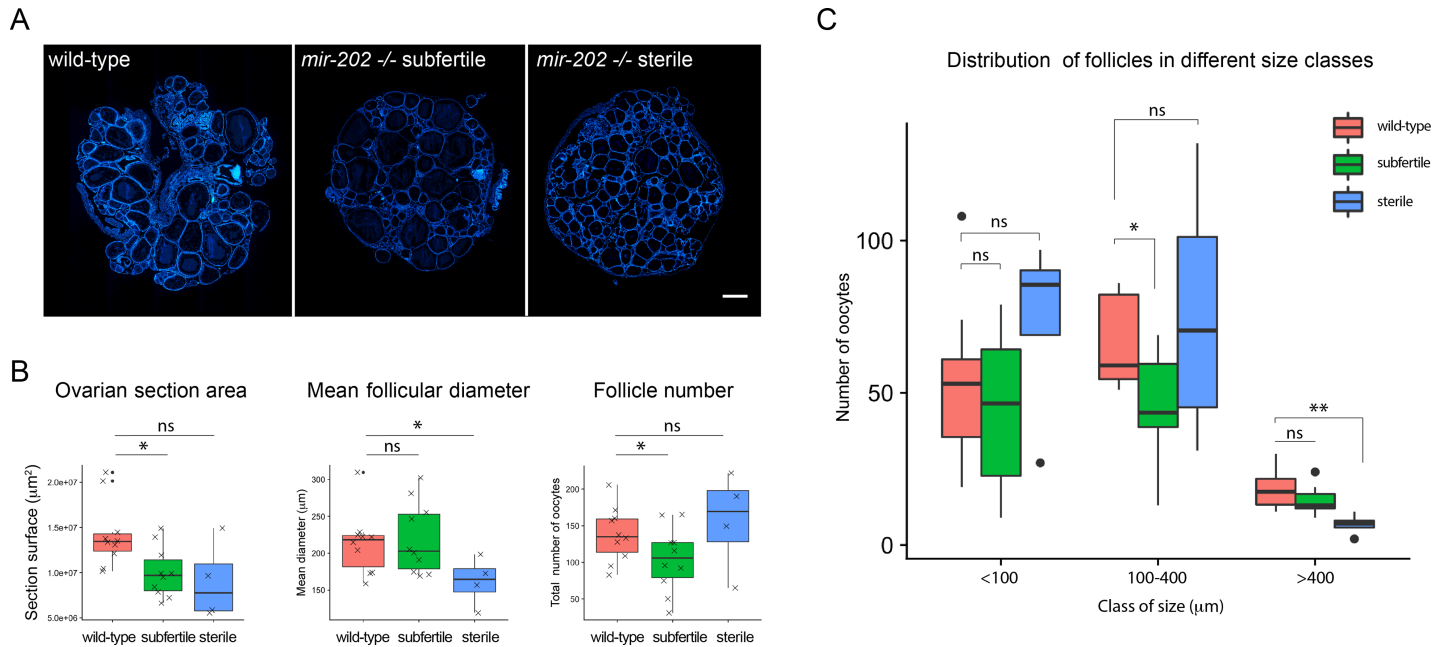 A
wild-type
mir-202 -/- subfertile
mir-202 -/- sterile
B
Ovarian section area
ns
*
Section surface (μm²)
2.0e+07
1.5e+07
1.0e+07
5.0e+06
wild-type subfertile sterile
Mean follicular diameter
*
ns
Mean diameter (μm)
300
250
200
150
wild-type subfertile sterile
Follicle number
ns
*
Total number of oocytes
200
150
100
50
wild-type subfertile sterile
C
Distribution of follicles in different size classes
wild-type
subfertile
sterile
Number of oocytes
100
50
0
ns
ns
ns
*
**
ns
<100
100-400
>400
Class of size (μm)